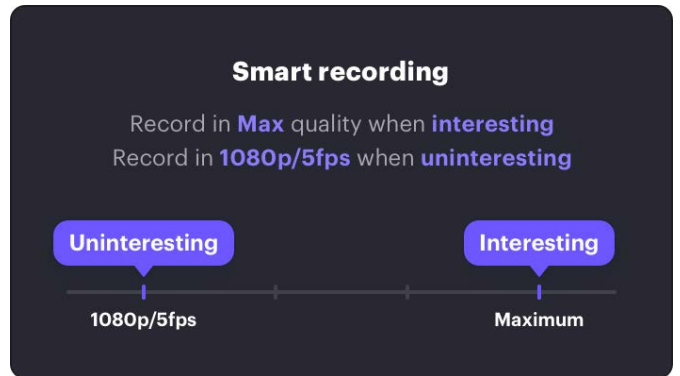 Smart recording
Record in Max quality when interesting
Record in 1080p/5fps when uninteresting
Uninteresting
Interesting
1080p/5fps
Maximum